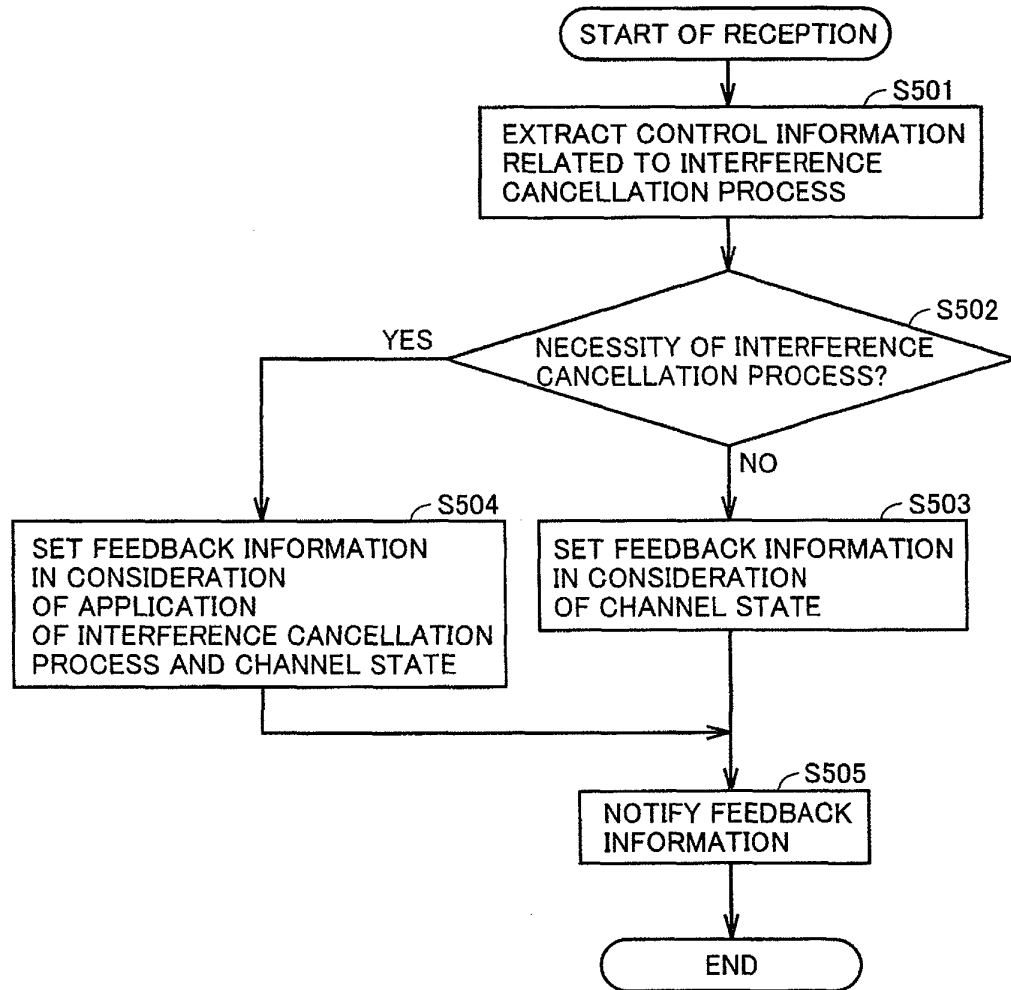 START OF RECEPTION
S501
EXTRACT CONTROL INFORMATION
RELATED TO INTERFERENCE
CANCELLATION PROCESS
S502
YES
NECESSITY OF INTERFERENCE
CANCELLATION PROCESS?
NO
S504
SET FEEDBACK INFORMATION
IN CONSIDERATION
OF APPLICATION
OF INTERFERENCE CANCELLATION
PROCESS AND CHANNEL STATE
S503
SET FEEDBACK INFORMATION
IN CONSIDERATION
OF CHANNEL STATE
S505
NOTIFY FEEDBACK
INFORMATION
END